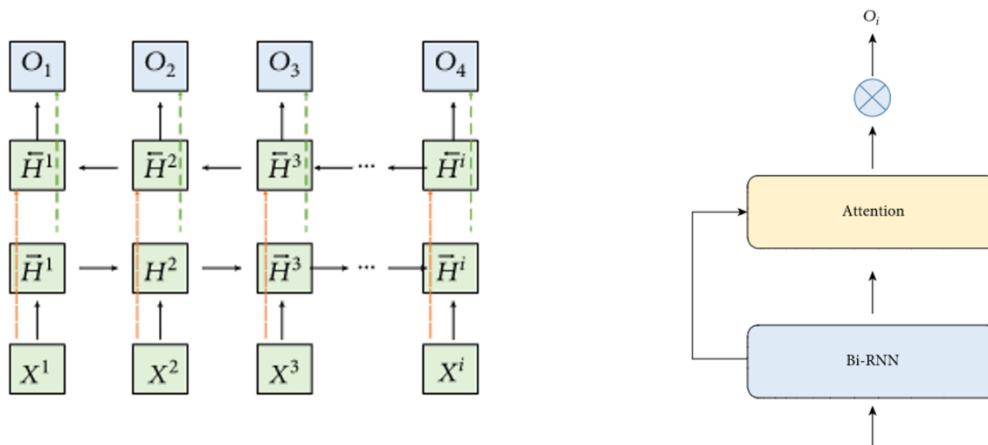 O₁ O₂ O₃ O₄
H⃖¹ H⃖² H⃖³ ... H⃖ⁱ
H⃗¹ H² H⃗³ ... H⃗ⁱ
X¹ X² X³ Xⁱ
Oᵢ
Attention
Bi-RNN